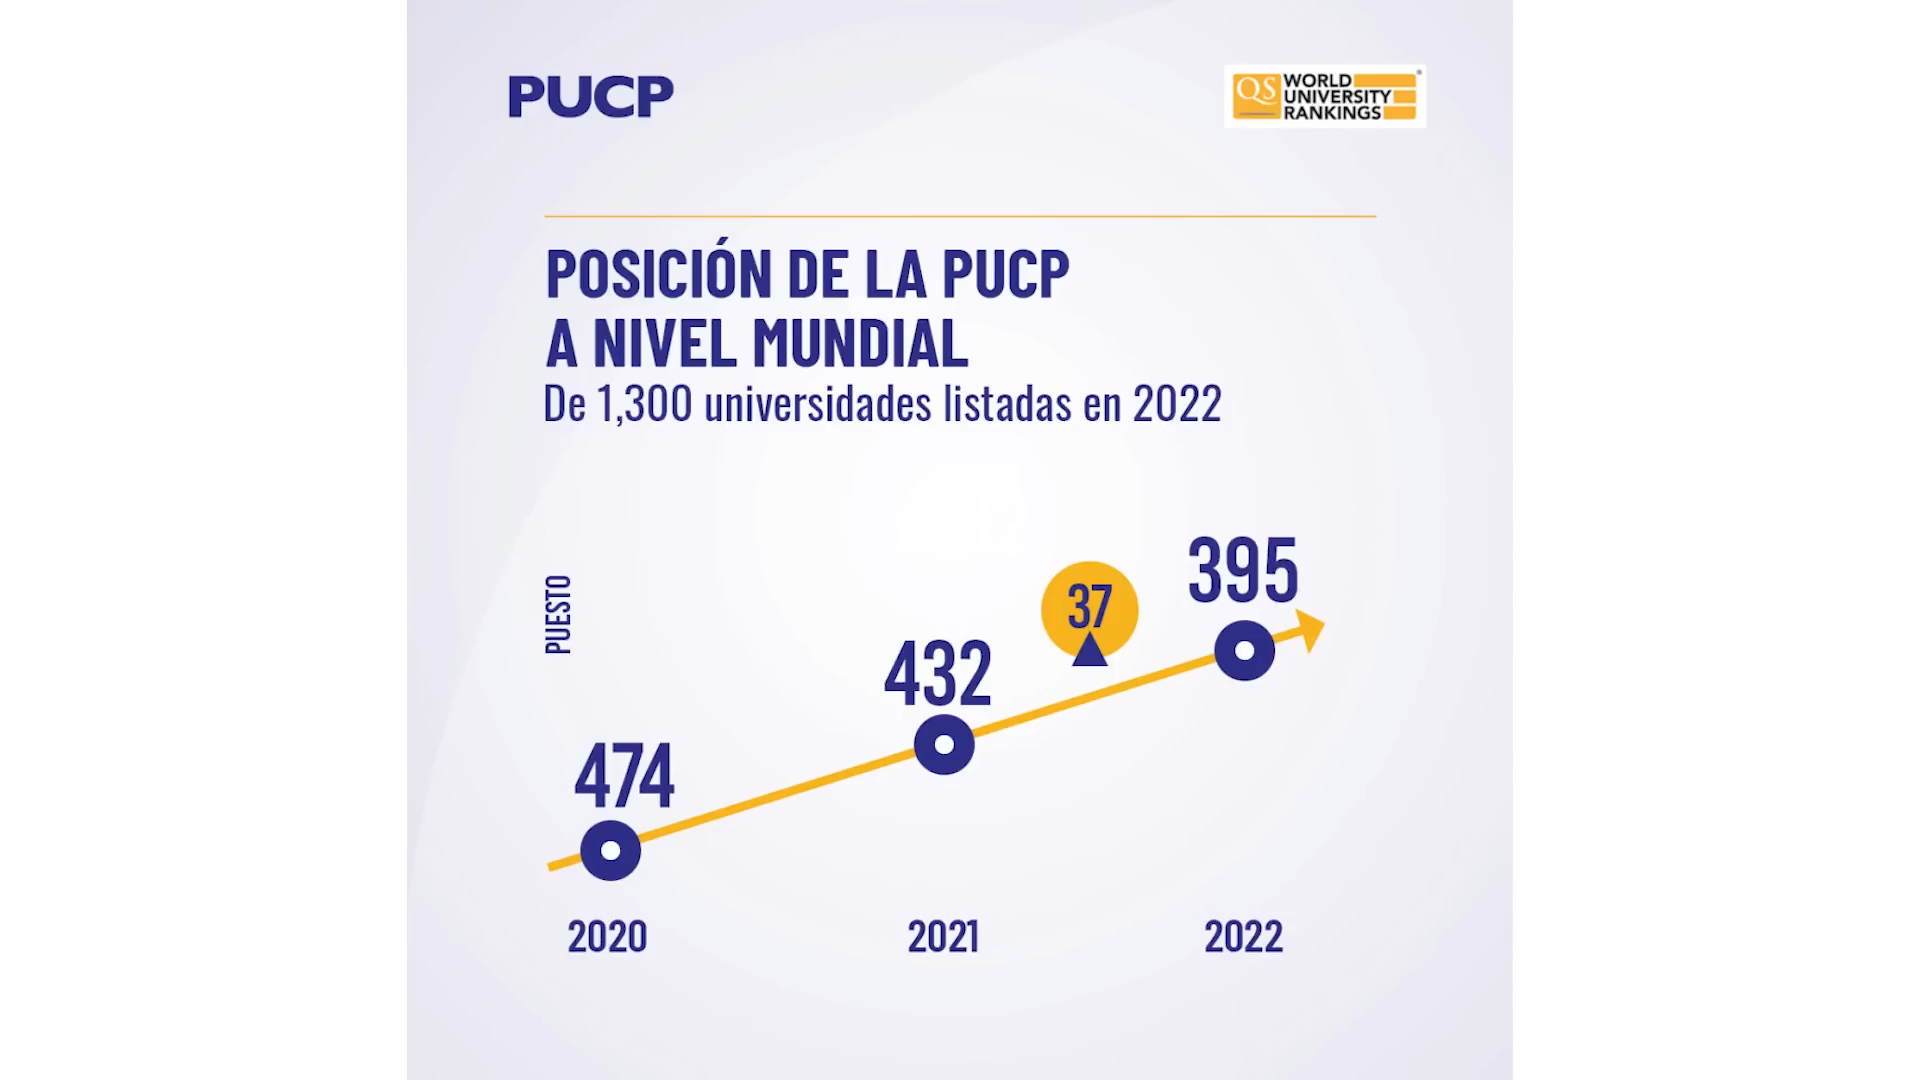 PUCP
QS WORLD
UNIVERSITY
RANKINGS
POSICIÓN DE LA PUCP
A NIVEL MUNDIAL
De 1,300 universidades listadas en 2022
PUESTO
474
432
37
395
2020
2021
2022